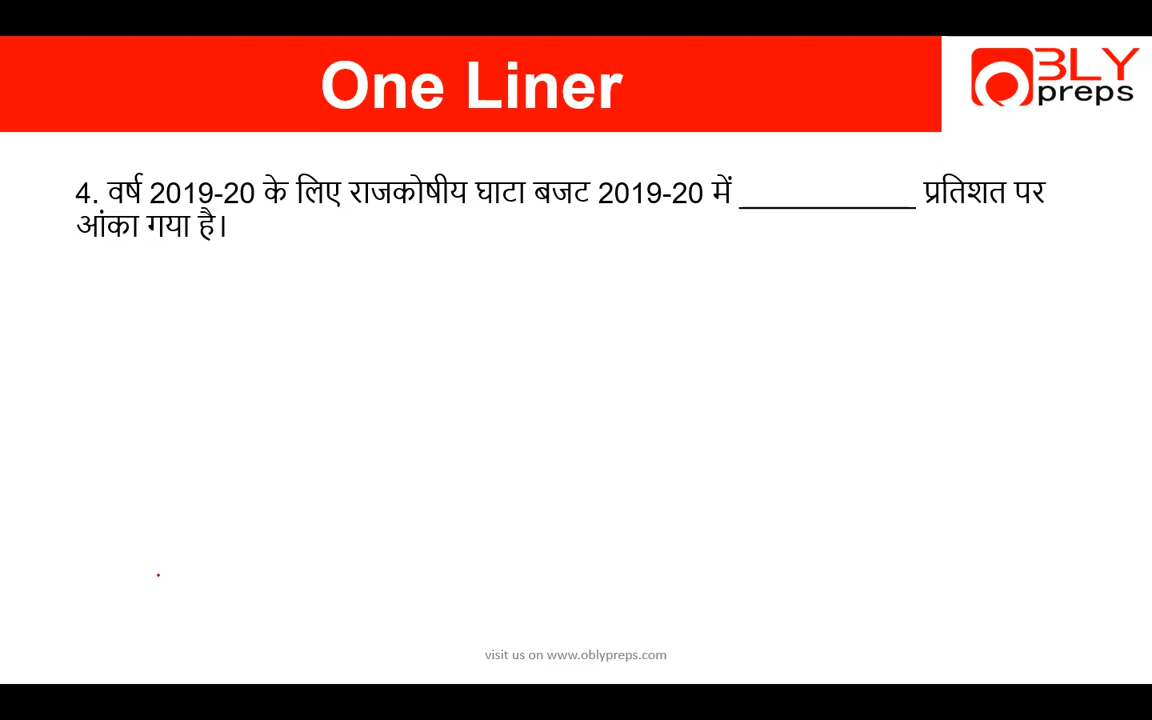 One Liner
BLY
preps
4. वर्ष 2019-20 के लिए राजकोषीय घाटा बजट 2019-20 में ___________ प्रतिशत पर
आंका गया है।
visit us on www.oblypreps.com